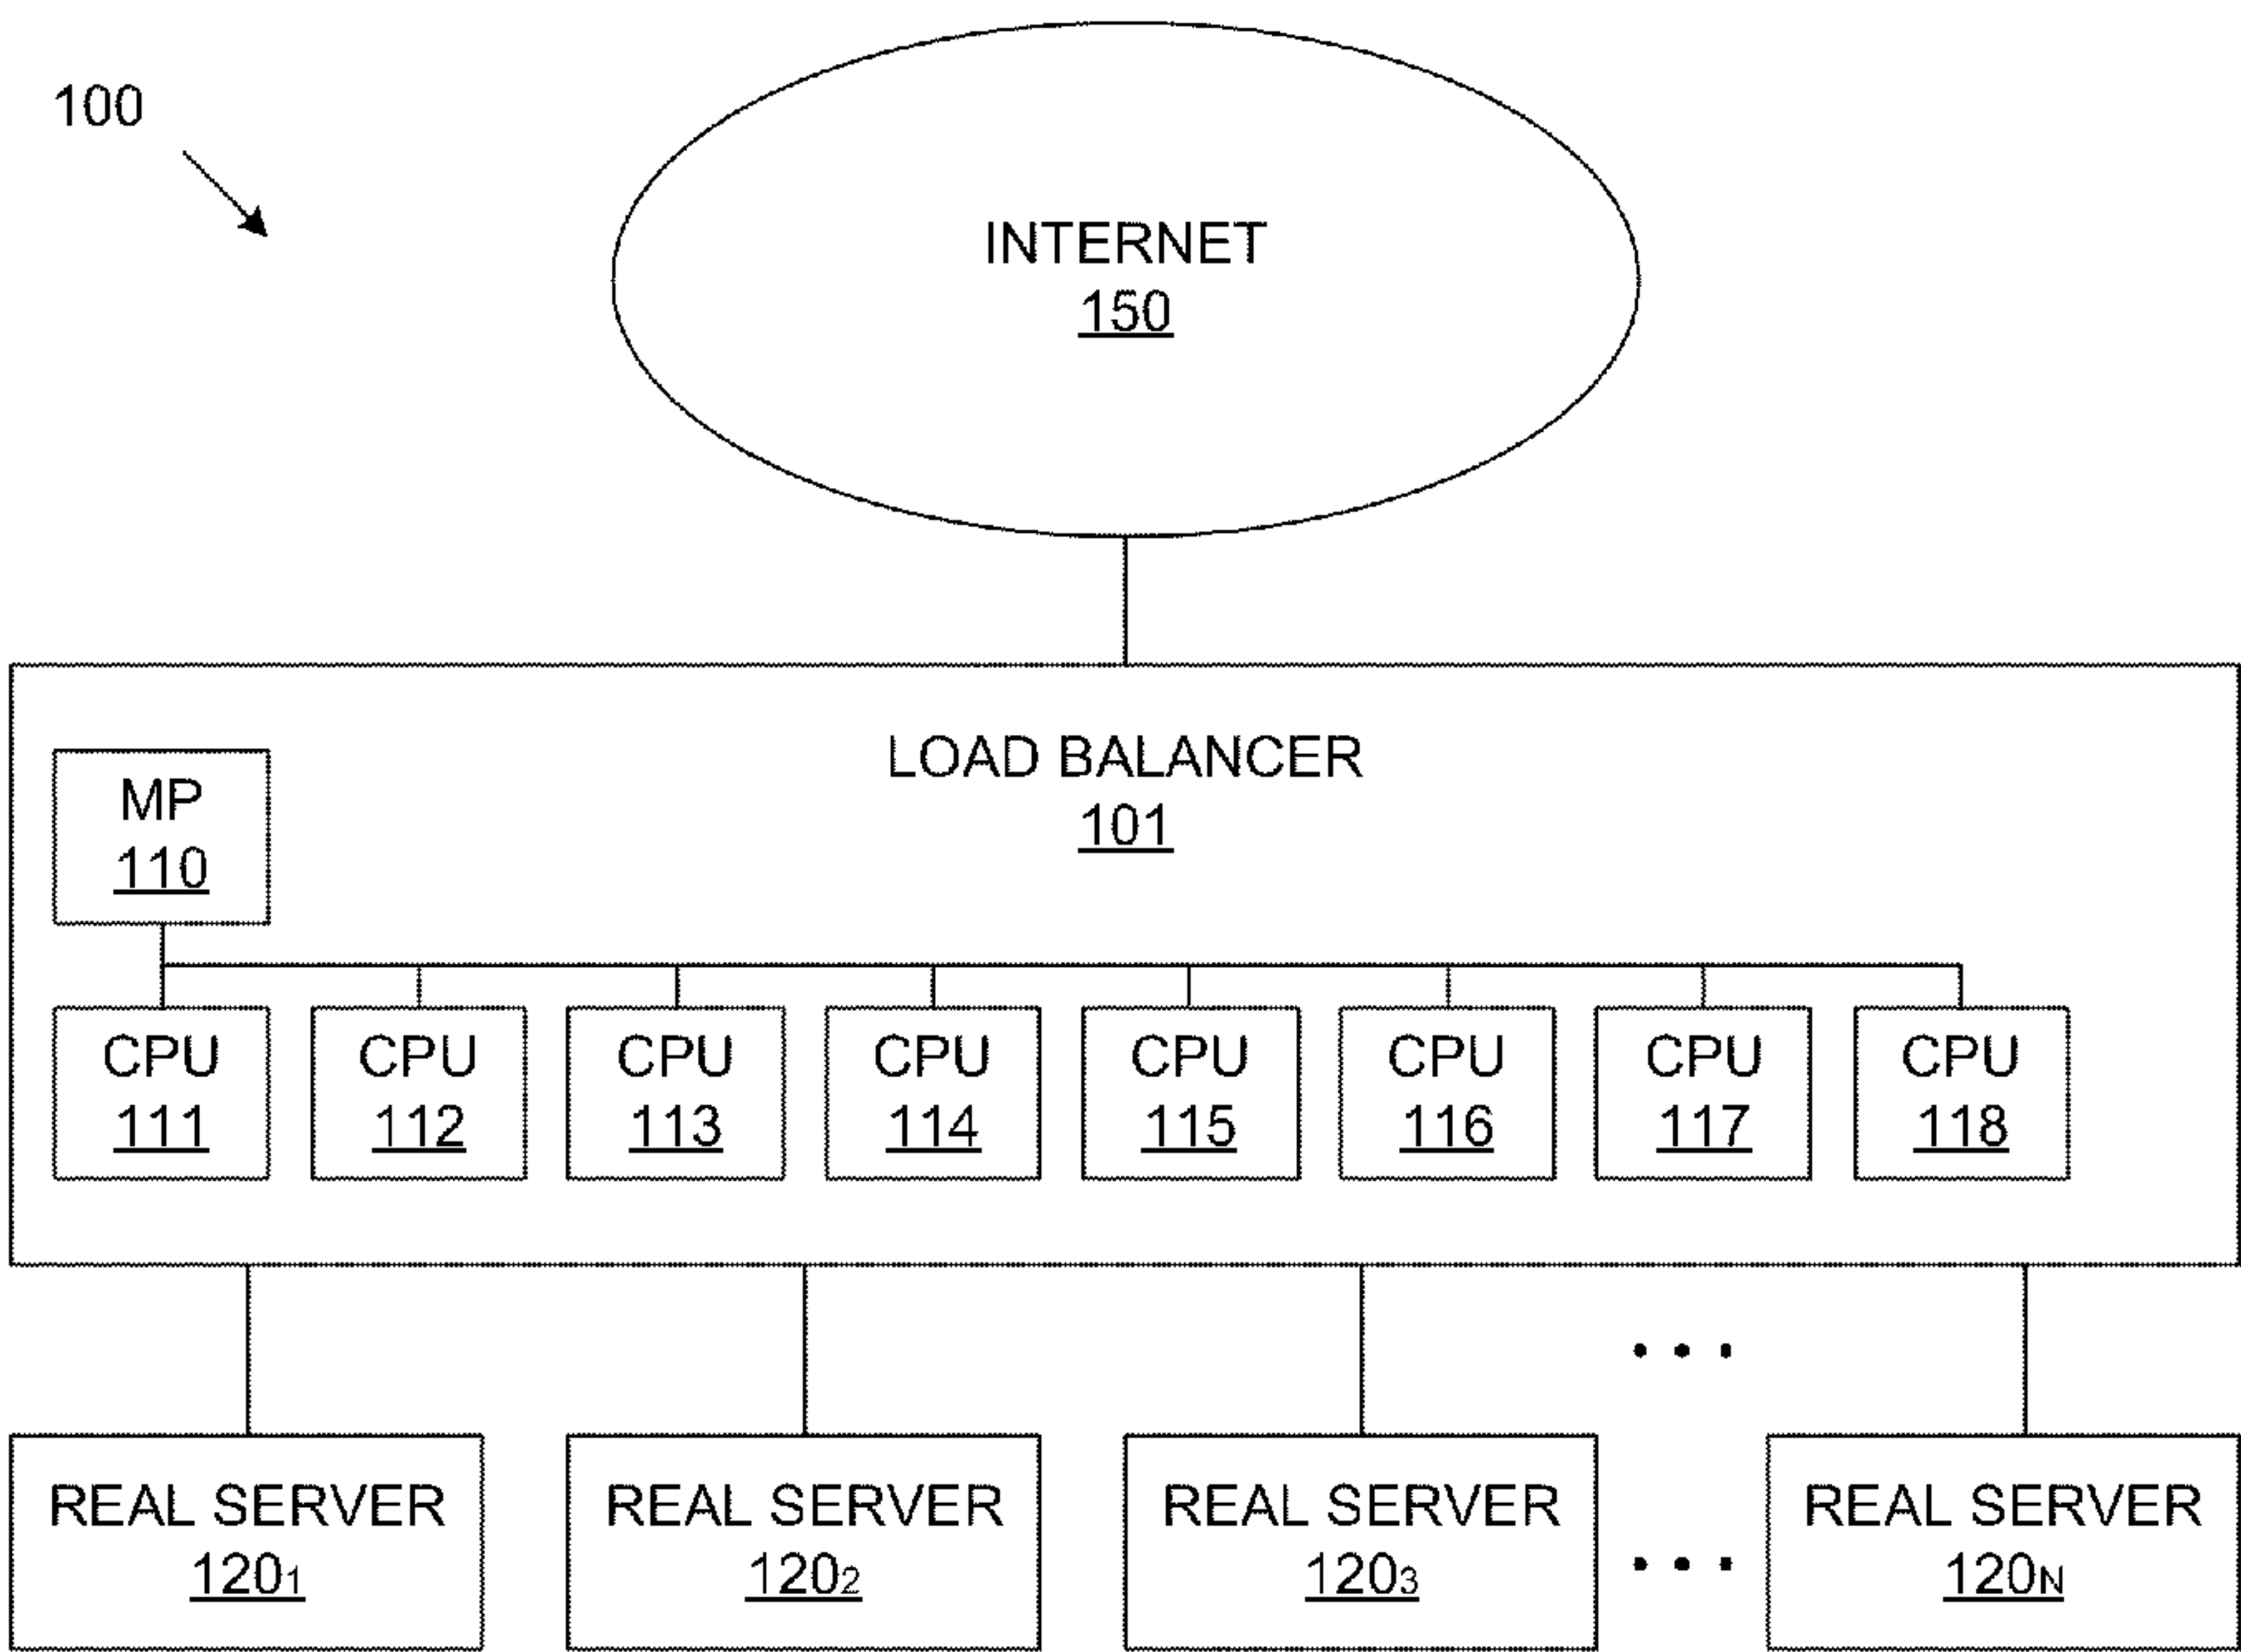 100
INTERNET
150
LOAD BALANCER
101
MP
110
CPU
111
CPU
112
CPU
113
CPU
114
CPU
115
CPU
116
CPU
117
CPU
118
. . .
REAL SERVER
120₁
REAL SERVER
120₂
REAL SERVER
120₃
. . .
REAL SERVER
120N